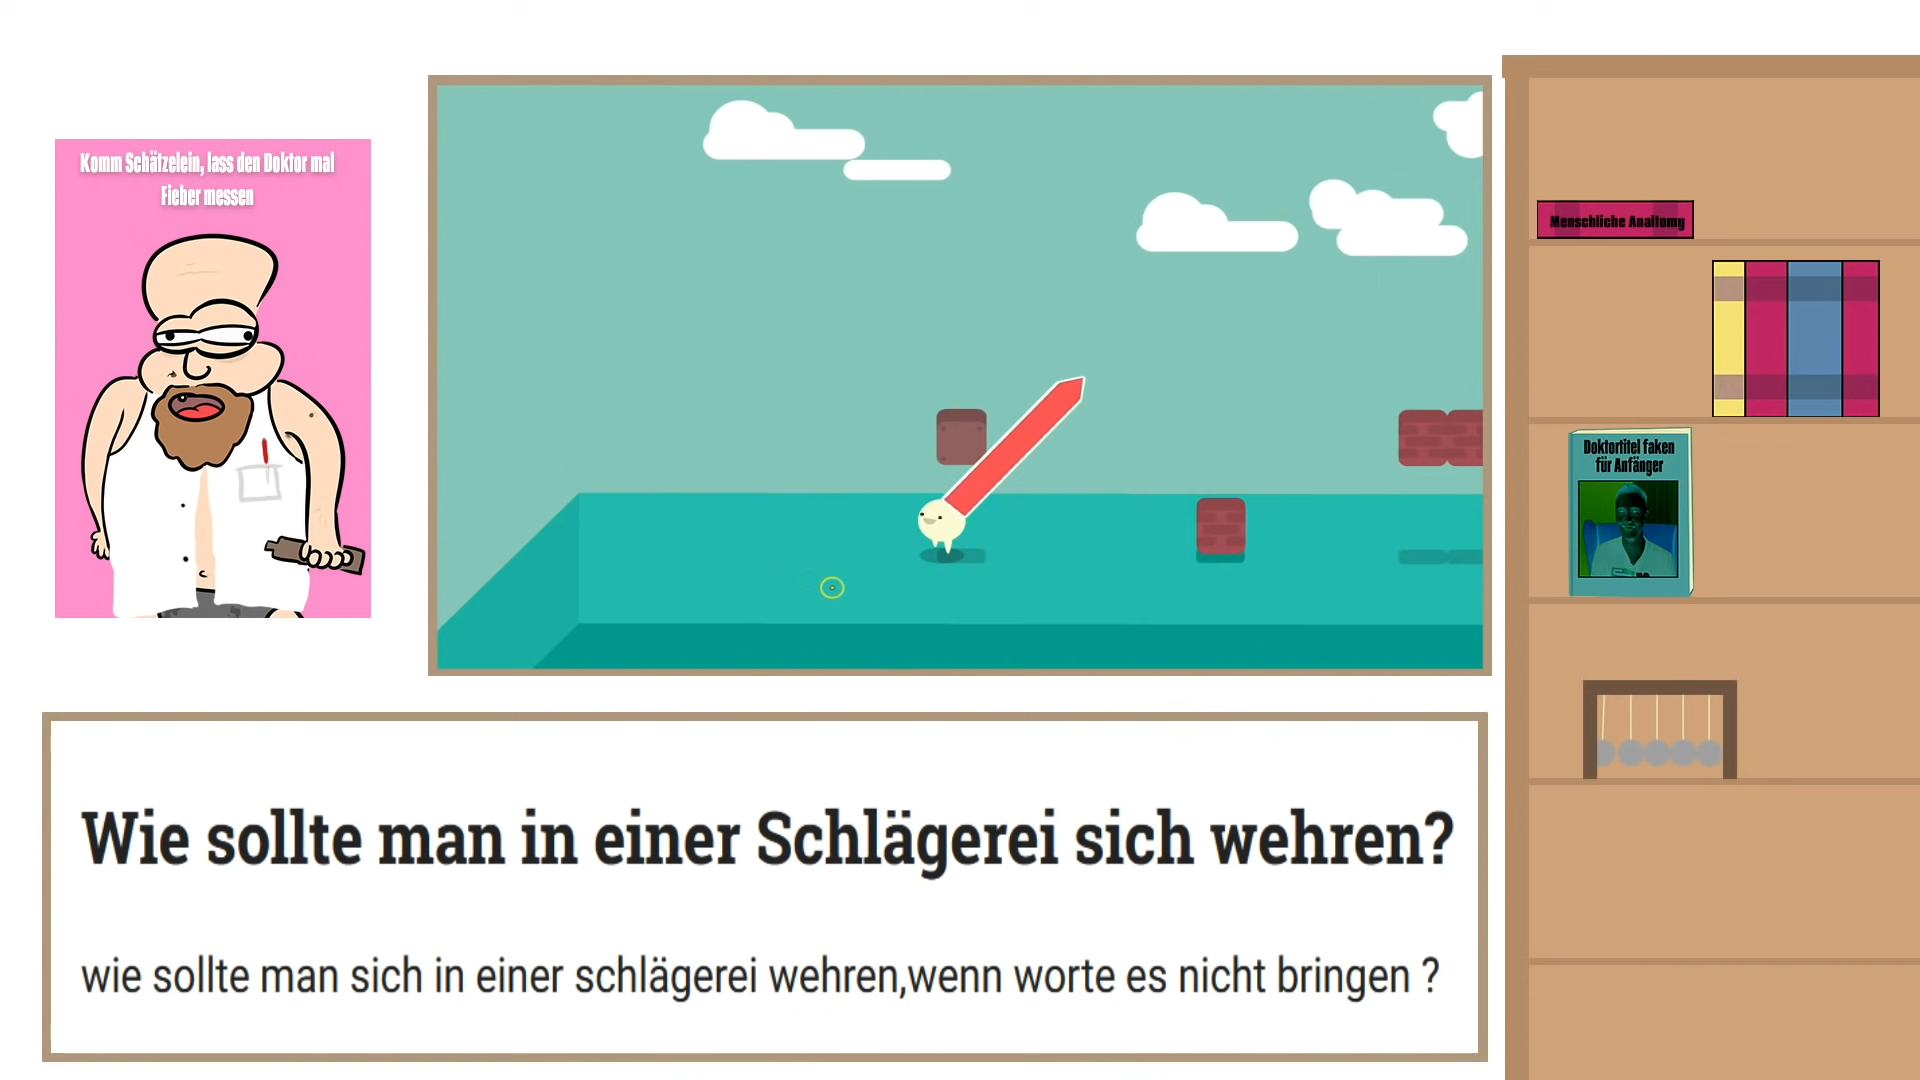 Komm Schätzelein, lass den Doktor mal
Fieber messen
Menschliche Analtomy
Doktortitel faken
für Anfänger
Wie sollte man in einer Schlägerei sich wehren?
wie sollte man sich in einer schlägerei wehren,wenn worte es nicht bringen ?